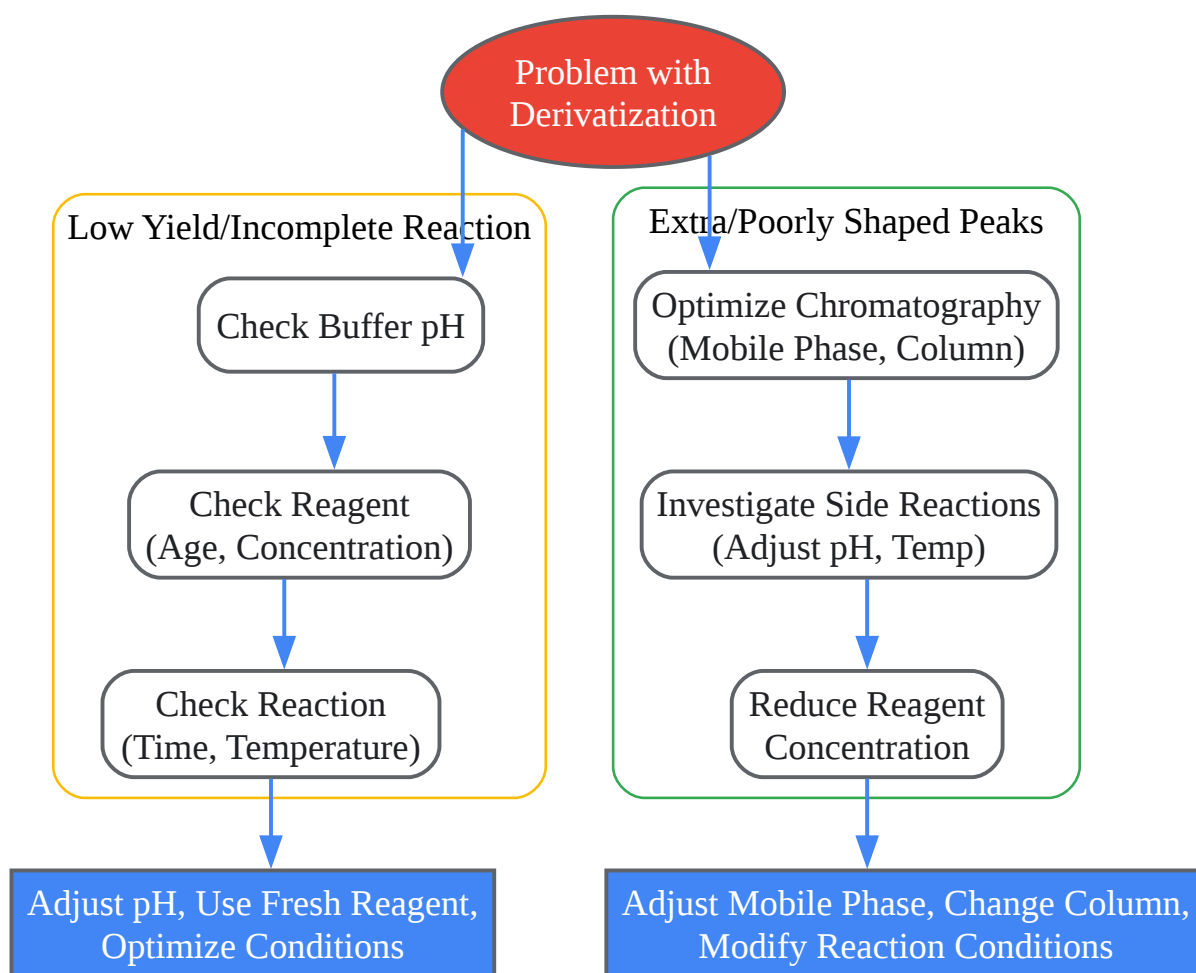 Problem with
Derivatization
Low Yield/Incomplete Reaction
Check Buffer pH
Check Reagent
(Age, Concentration)
Check Reaction
(Time, Temperature)
Adjust pH, Use Fresh Reagent,
Optimize Conditions
Extra/Poorly Shaped Peaks
Optimize Chromatography
(Mobile Phase, Column)
Investigate Side Reactions
(Adjust pH, Temp)
Reduce Reagent
Concentration
Adjust Mobile Phase, Change Column,
Modify Reaction Conditions